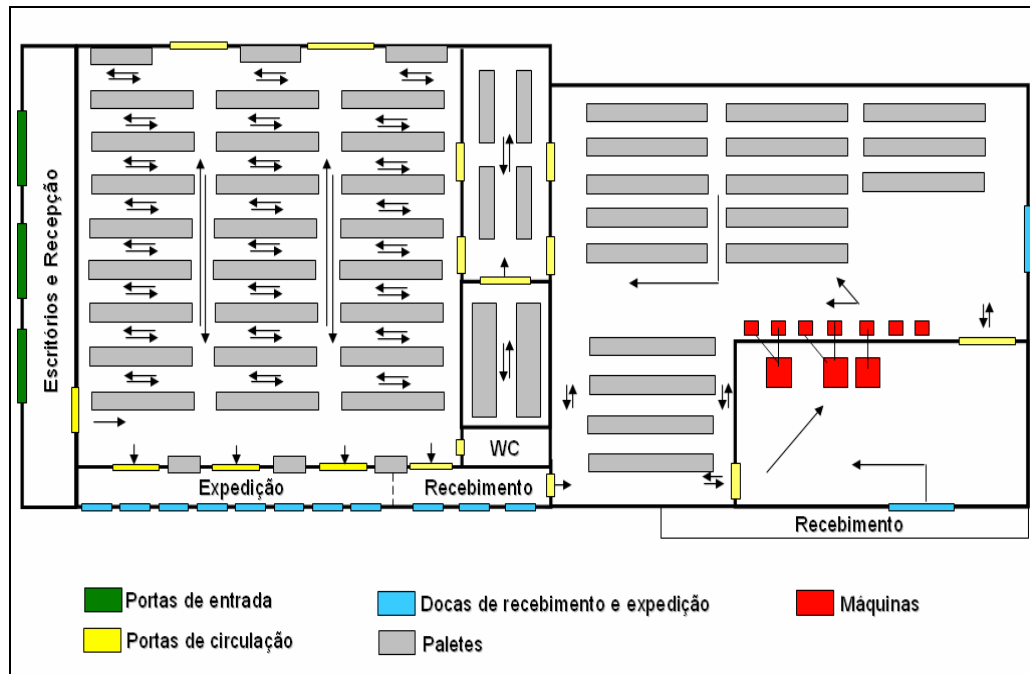 Escritórios e Recepção
WC
Expedição
Recebimento
Recebimento
Portas de entrada
Docas de recebimento e expedição
Máquinas
Portas de circulação
Paletes